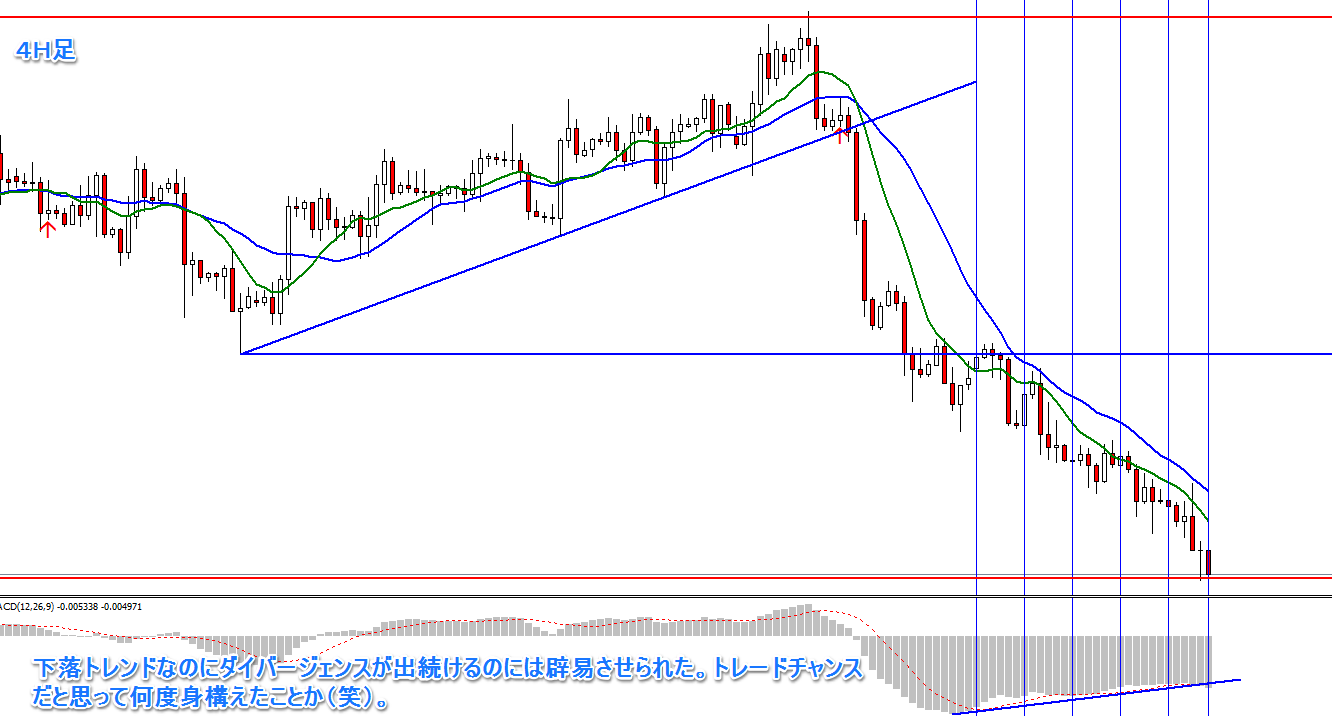 4H足
ACD(12,26,9) -0.005338 -0.004971
下落トレンドなのにダイバージェンスが出続けるのには辟易させられた。トレードチャンス
だと思って何度身構えたことか（笑）。